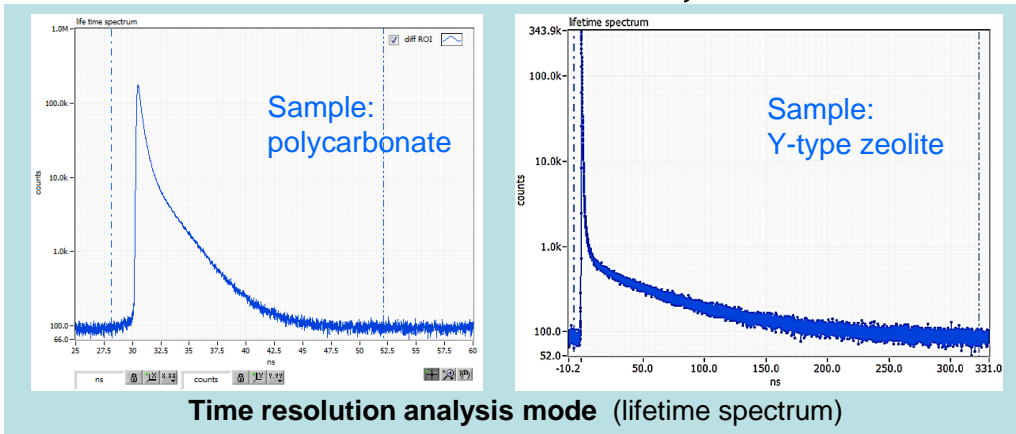 life time spectrum
1.0M
100.0k
10.0k
1.0k
100.0
66.0
counts
diff ROI
Sample:
polycarbonate
25 27.5 30 32.5 35 37.5 40 42.5 45 47.5 50 52.5 55 57.5 60
ns
ns
counts
lifetime spectrum
343.9k
100.0k
10.0k
1.0k
100.0
52.0
counts
Sample:
Y-type zeolite
-10.2 50.0 100.0 150.0 200.0 250.0 300.0 331.0
ns
Time resolution analysis mode (lifetime spectrum)